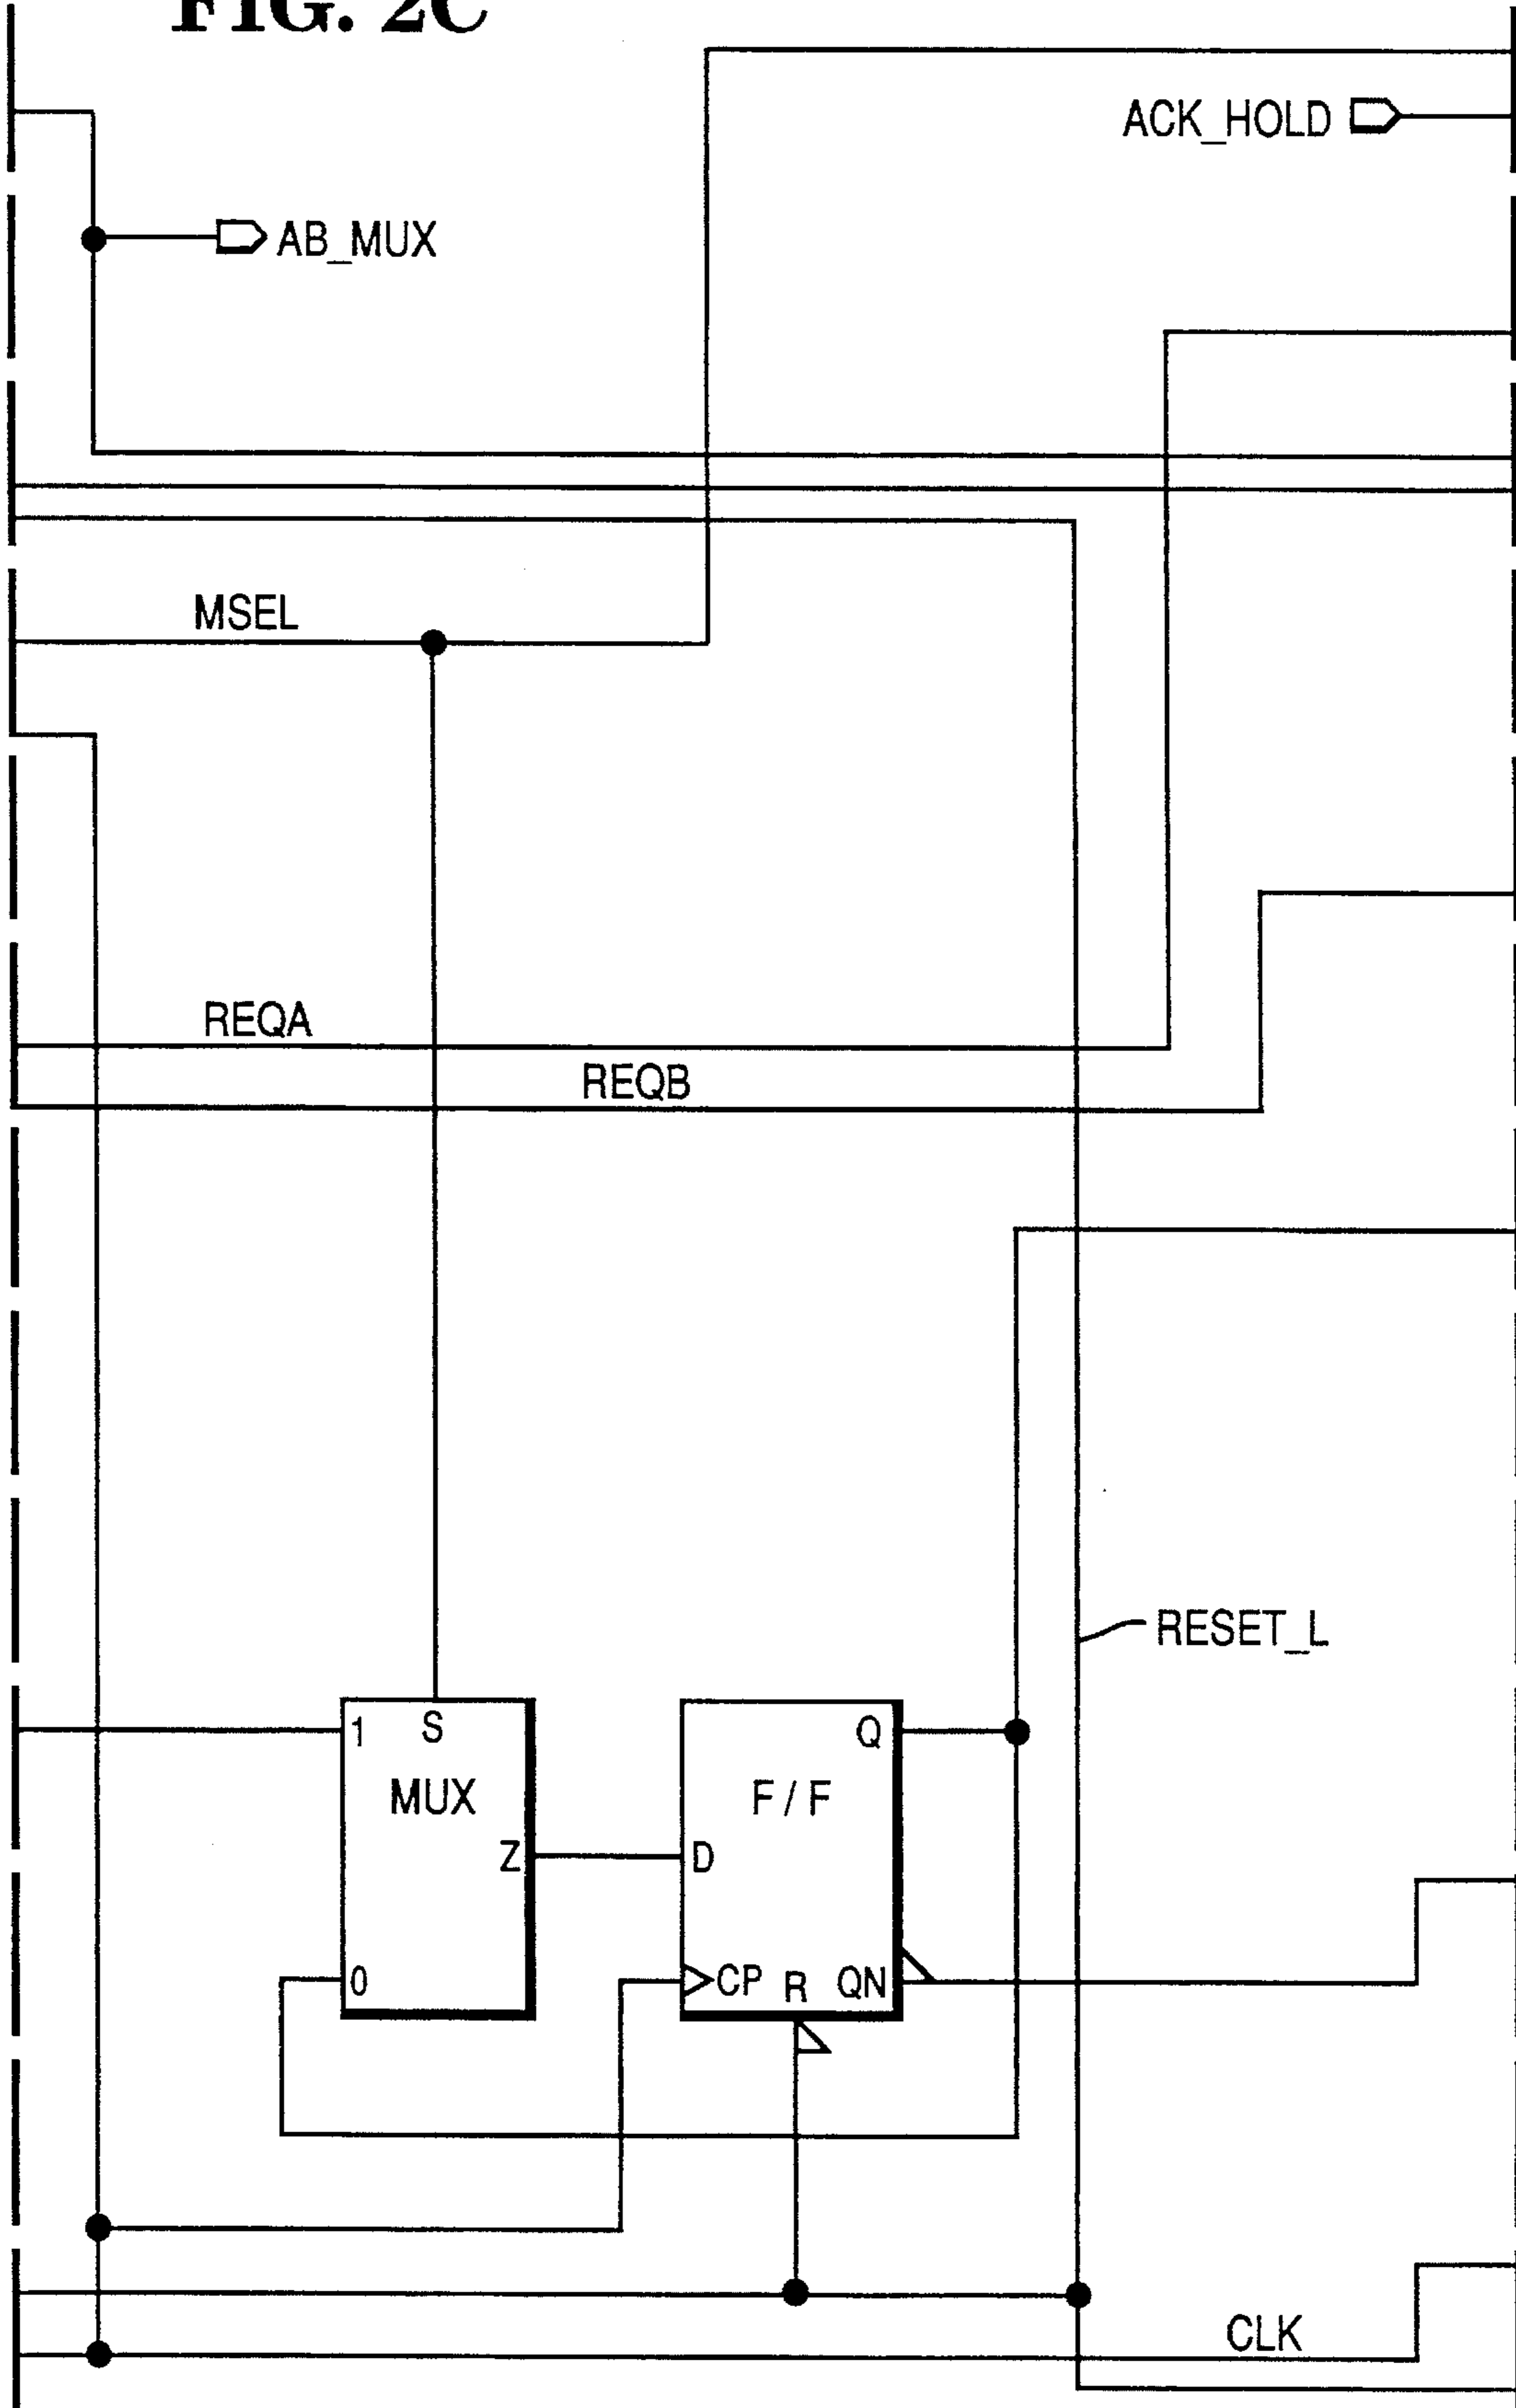 FIG. 2C
ACK_HOLD
AB_MUX
MSEL
REQA
REQB
RESET_L
1
S
MUX
Z
0
Q
F/F
D
CP
R
QN
CLK